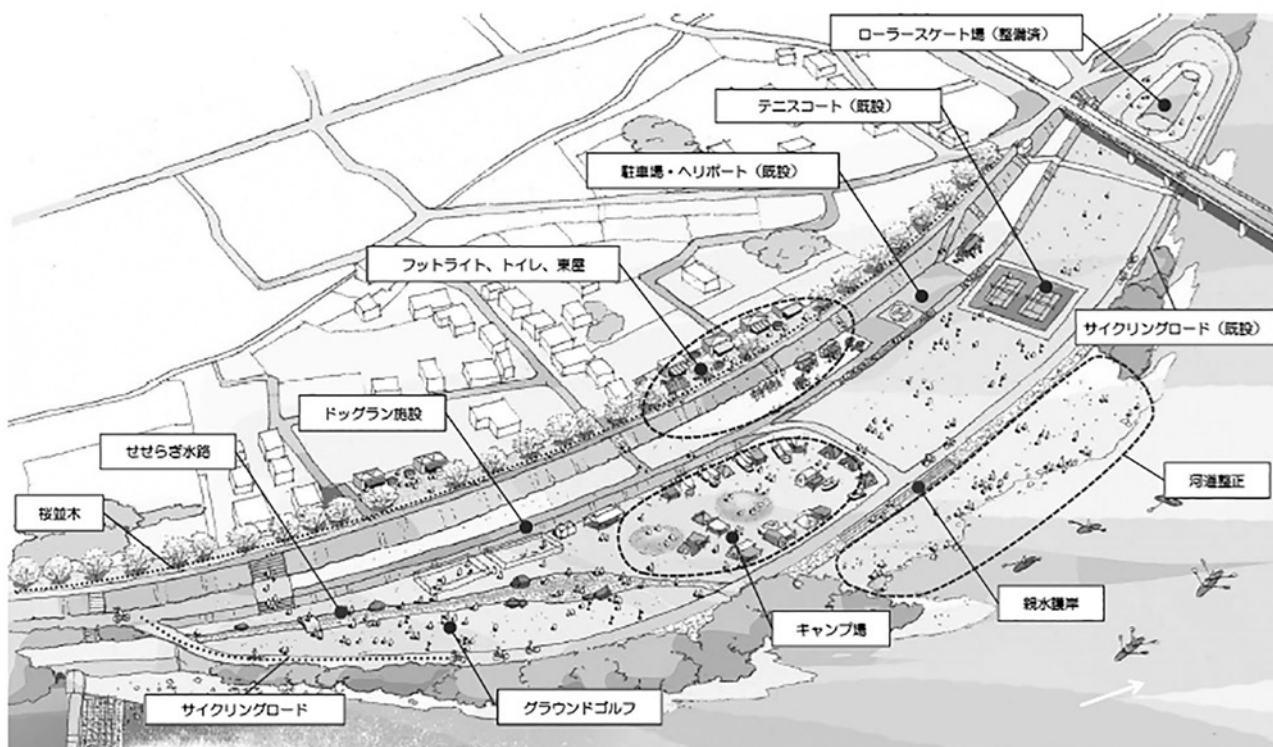 ローラースケート場（整備済）
テニスコート（既設）
駐車場・ヘリポート（既設）
フットライト、トイレ、東屋
サイクリングロード（既設）
ドッグラン施設
せせらぎ水路
河道整正
桜並木
親水護岸
キャンプ場
サイクリングロード
グラウンドゴルフ